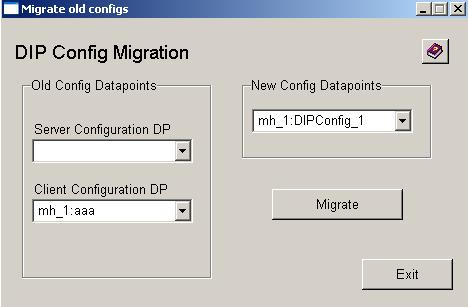 Migrate old configs
DIP Config Migration
Old Config Datapoints
Server Configuration DP
Client Configuration DP
mh_1:aaa
New Config Datapoints
mh_1:DIPConfig_1
Migrate
Exit